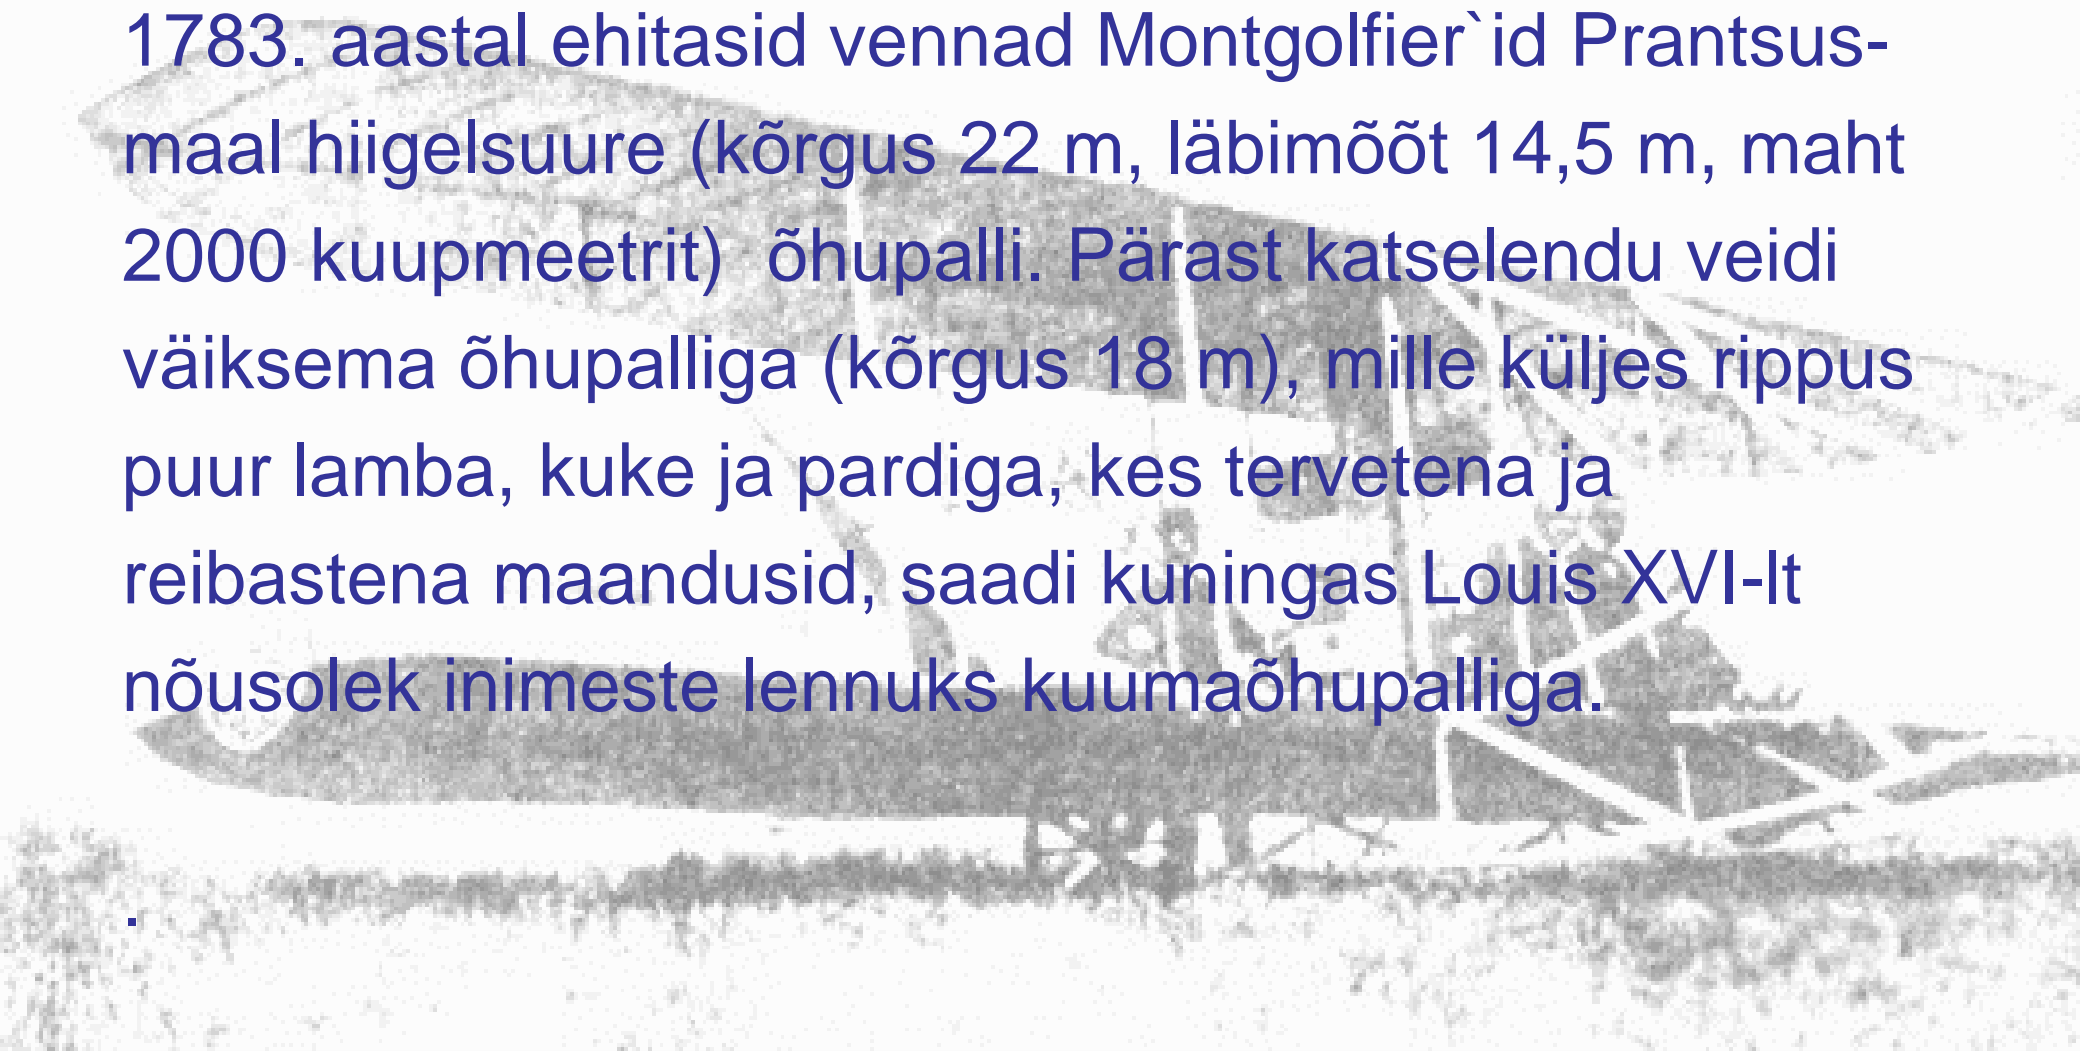 1783. aastal ehitasid vennad Montgolfier`id Prantsus-
maal hiigelsuure (kõrgus 22 m, läbimõõt 14,5 m, maht
2000 kuupmeetrit)  õhupalli. Pärast katselendu veidi
väiksema õhupalliga (kõrgus 18 m), mille küljes rippus
puur lamba, kuke ja pardiga, kes tervetena ja
reibastena maandusid, saadi kuningas Louis XVI-lt
nõusolek inimeste lennuks kuumaõhupalliga.
.